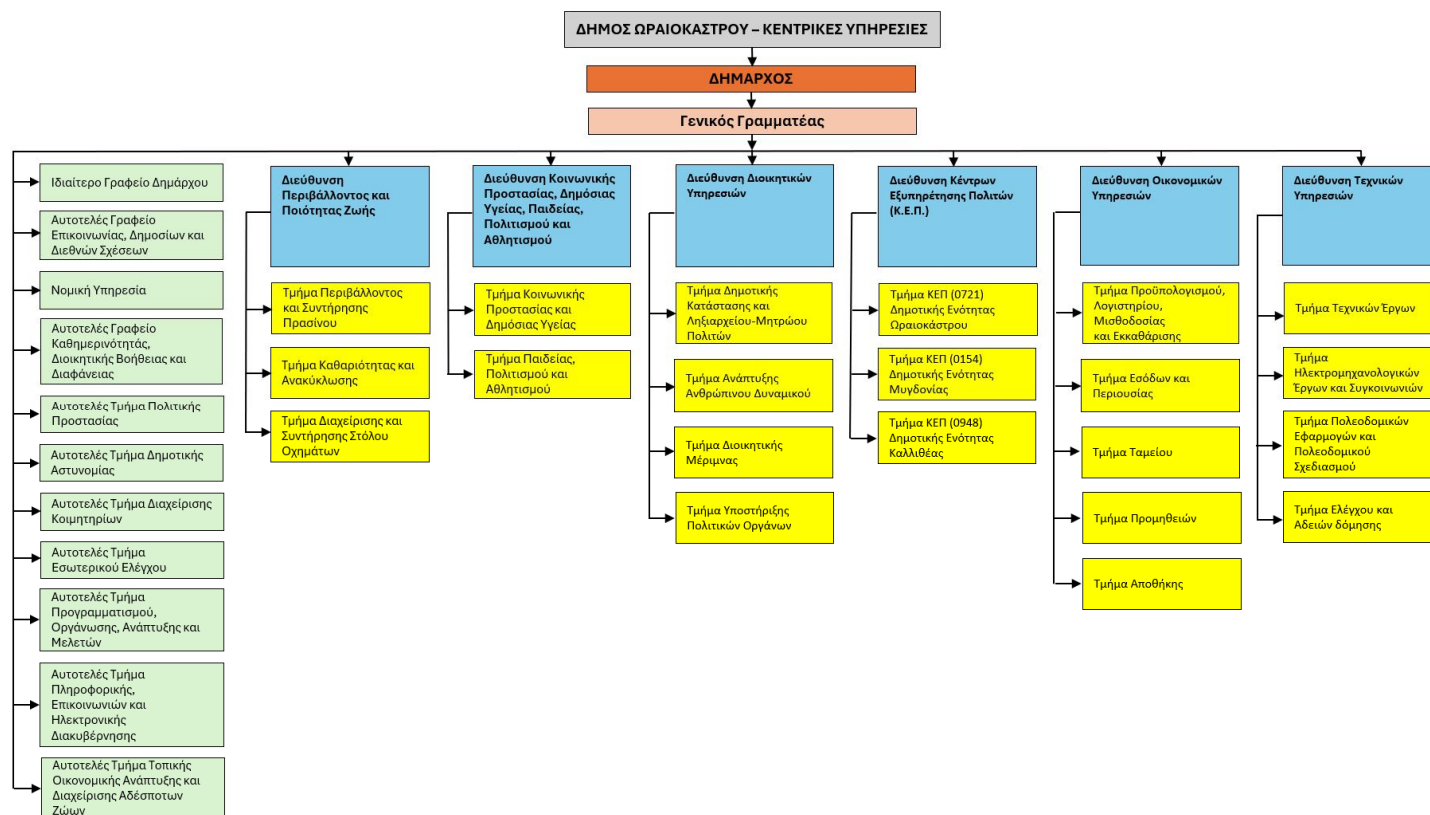 ΔΗΜΟΣ ΩΡΑΙΟΚΑΣΤΡΟΥ – ΚΕΝΤΡΙΚΕΣ ΥΠΗΡΕΣΙΕΣ
ΔΗΜΑΡΧΟΣ
Γενικός Γραμματέας
Ιδιαίτερο Γραφείο Δημάρχου
Αυτοτελές Γραφείο
Επικοινωνίας, Δημοσίων και
Διεθνών Σχέσεων
Νομική Υπηρεσία
Αυτοτελές Γραφείο
Καθημερινότητάς,
Διοικητικής Βοήθειας και
Διαφάνειας
Αυτοτελές Τμήμα Πολιτικής
Προστασίας
Αυτοτελές Τμήμα Δημοτικής
Αστυνομίας
Αυτοτελές Τμήμα Διαχείρισης
Κοιμητηρίων
Αυτοτελές Τμήμα
Εσωτερικού Ελέγχου
Αυτοτελές Τμήμα
Προγραμματισμού,
Οργάνωσης, Ανάπτυξης και
Μελετών
Αυτοτελές Τμήμα
Πληροφορικής,
Επικοινωνιών και
Ηλεκτρονικής
Διακυβέρνησης
Αυτοτελές Τμήμα Τοπικής
Οικονομικής Ανάπτυξης και
Διαχείρισης Αδέσποτων
Ζώων
Διεύθυνση
Περιβάλλοντος και
Ποιότητας Ζωής
Τμήμα Περιβάλλοντος
και Συντήρησης
Πρασίνου
Τμήμα Καθαριότητας και
Ανακύκλωσης
Τμήμα Διαχείρισης και
Συντήρησης Στόλου
Οχημάτων
Διεύθυνση Κοινωνικής
Προστασίας, Δημόσιας
Υγείας, Παιδείας,
Πολιτισμού και
Αθλητισμού
Τμήμα Κοινωνικής
Προστασίας και
Δημόσιας Υγείας
Τμήμα Παιδείας,
Πολιτισμού και
Αθλητισμού
Διεύθυνση Διοικητικών
Υπηρεσιών
Τμήμα Δημοτικής
Κατάστασης και
Ληξιαρχείου-Μητρώου
Πολιτών
Τμήμα Ανάπτυξης
Ανθρώπινου Δυναμικού
Τμήμα Διοικητικής
Μέριμνας
Τμήμα Υποστήριξης
Πολιτικών Οργάνων
Διεύθυνση Κέντρων
Εξυπηρέτησης Πολιτών
(Κ.Ε.Π.)
Τμήμα ΚΕΠ (0721)
Δημοτικής Ενότητας
Ωραιοκάστρου
Τμήμα ΚΕΠ (0154)
Δημοτικής Ενότητας
Μυγδονίας
Τμήμα ΚΕΠ (0948)
Δημοτικής Ενότητας
Καλλιθέας
Διεύθυνση Οικονομικών
Υπηρεσιών
Τμήμα Προϋπολογισμού,
Λογιστηρίου,
Μισθοδοσίας
και Εκκαθάρισης
Τμήμα Εσόδων και
Περιουσίας
Τμήμα Ταμείου
Τμήμα Προμηθειών
Τμήμα Αποθήκης
Διεύθυνση Τεχνικών
Υπηρεσιών
Τμήμα Τεχνικών Έργων
Τμήμα
Ηλεκτρομηχανολογικών
Έργων και Συγκοινωνιών
Τμήμα Πολεοδομικών
Εφαρμογών και
Πολεοδομικού
Σχεδιασμού
Τμήμα Ελέγχου και
Αδειών δόμησης